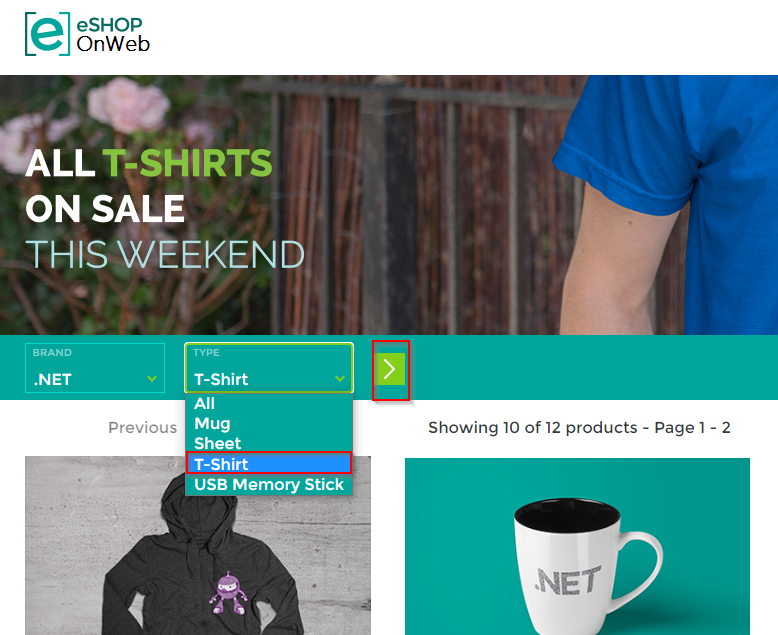 eSHOP
OnWeb
ALL T-SHIRTS
ON SALE
THIS WEEKEND
BRAND
.NET
TYPE
T-Shirt
All
Mug
Sheet
T-Shirt
USB Memory Stick
Previous
Showing 10 of 12 products - Page 1 - 2
.NET